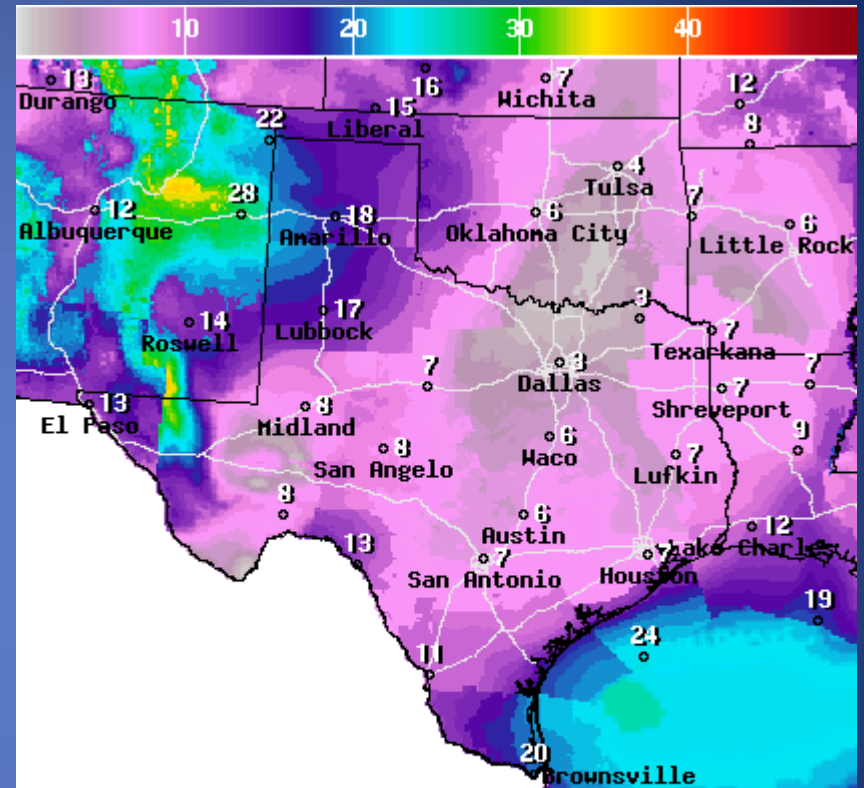 10 20 30 40
13 16 7 12
Durango Wichita
15
Liberal
22 8
4
Tulsa
28 12 18 6 7 6
Albuquerque Amarillo Oklahoma City Little Rock
14 17 3
Roswell Lubbock 7
Texarkana
3
Dallas
7 7 7
Shreveport
13 8
El Paso Midland
8 6 7 9
San Angelo Waco Lufkin
8 6 12
Austin
13 7 7 Lake Charl
San Antonio Houston
19
24
11
20
Brownsville